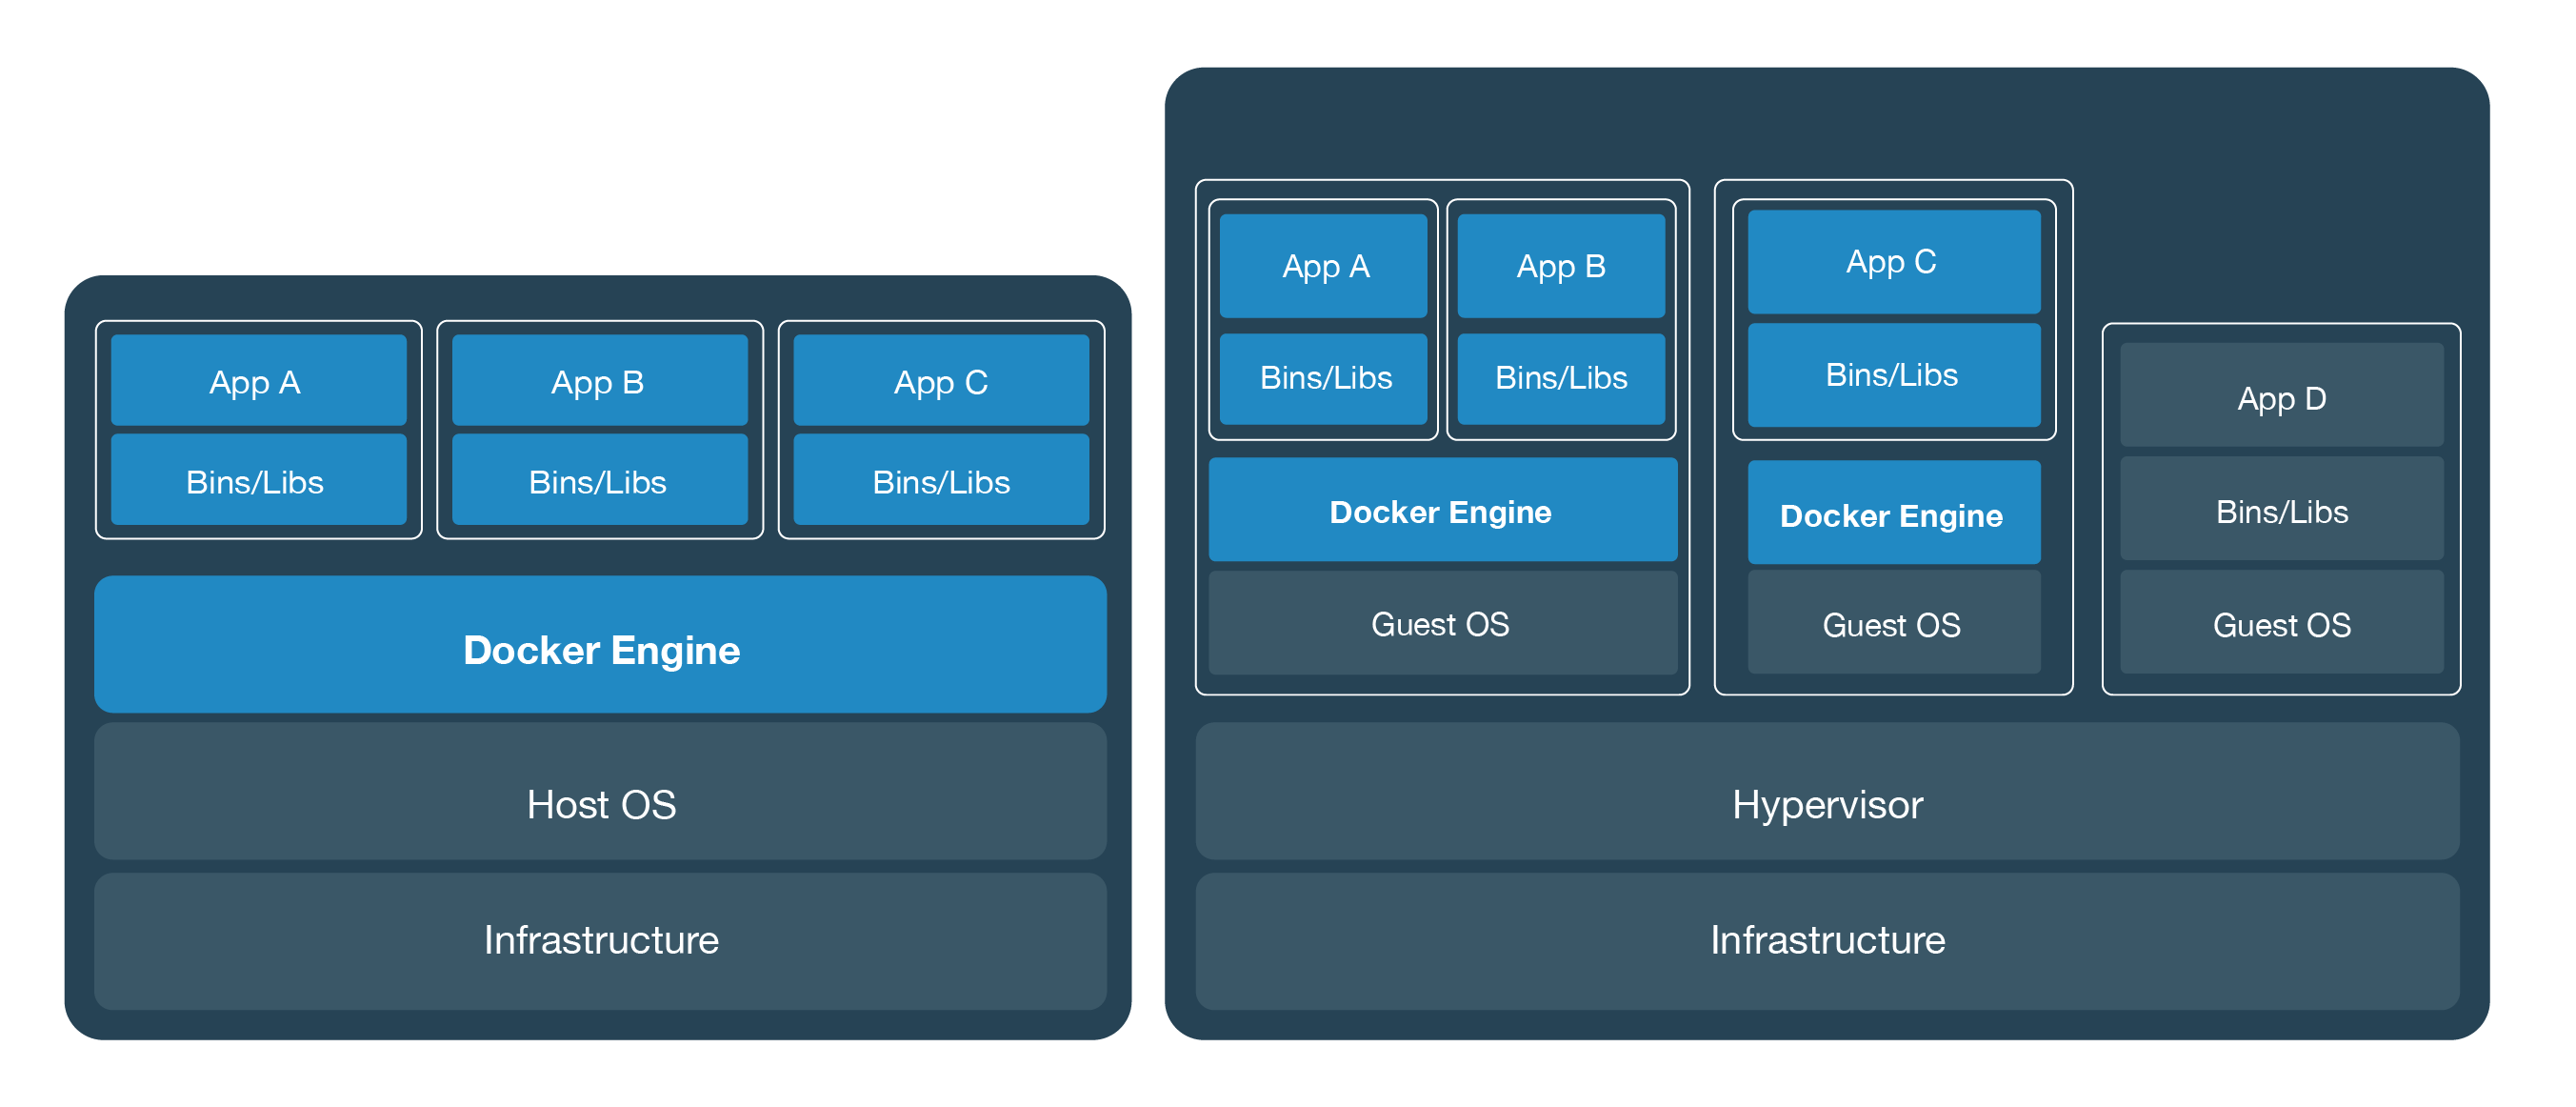 App A
App B
App C
Bins/Libs
Bins/Libs
Bins/Libs
Docker Engine
Host OS
Infrastructure
App A
App B
Bins/Libs
Bins/Libs
Docker Engine
Guest OS
App C
Bins/Libs
Docker Engine
Guest OS
App D
Bins/Libs
Guest OS
Hypervisor
Infrastructure